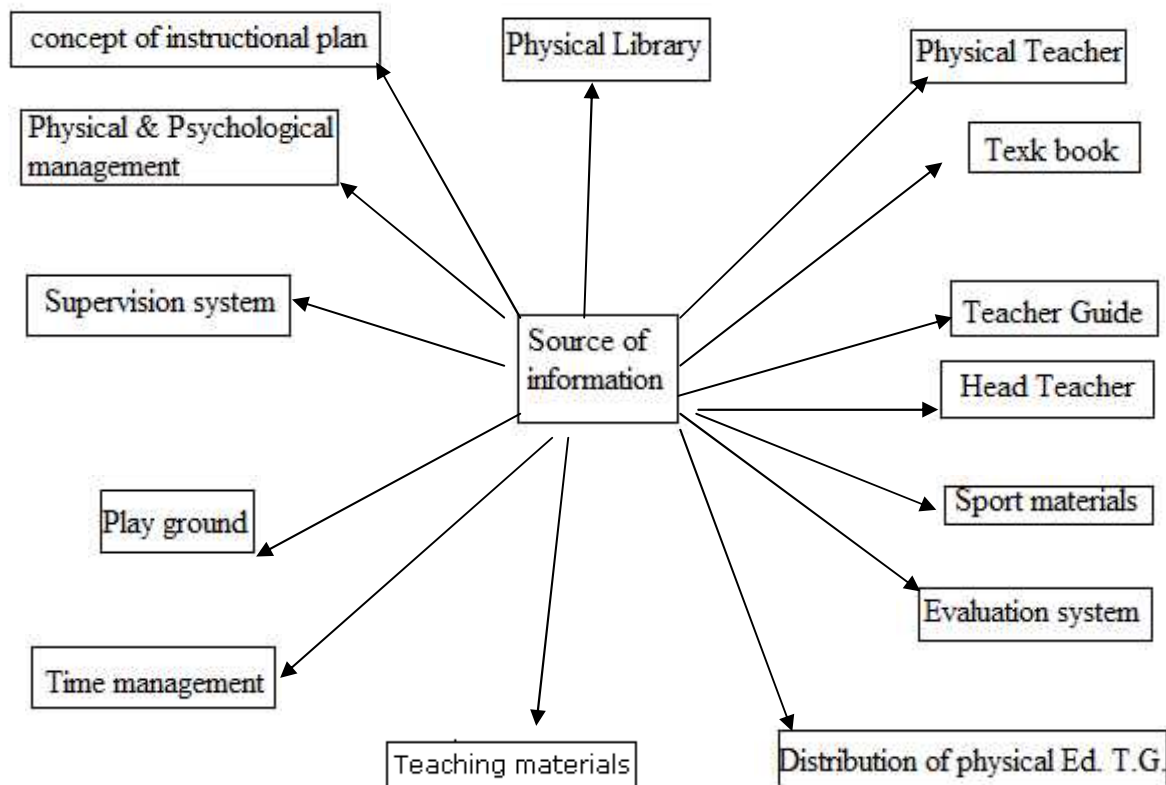 concept of instructional plan
Physical Library
Physical Teacher
Physical & Psychological
management
Texk book
Supervision system
Teacher Guide
Source of
information
Head Teacher
Play ground
Sport materials
Evaluation system
Time management
Teaching materials
Distribution of physical Ed. T.G.